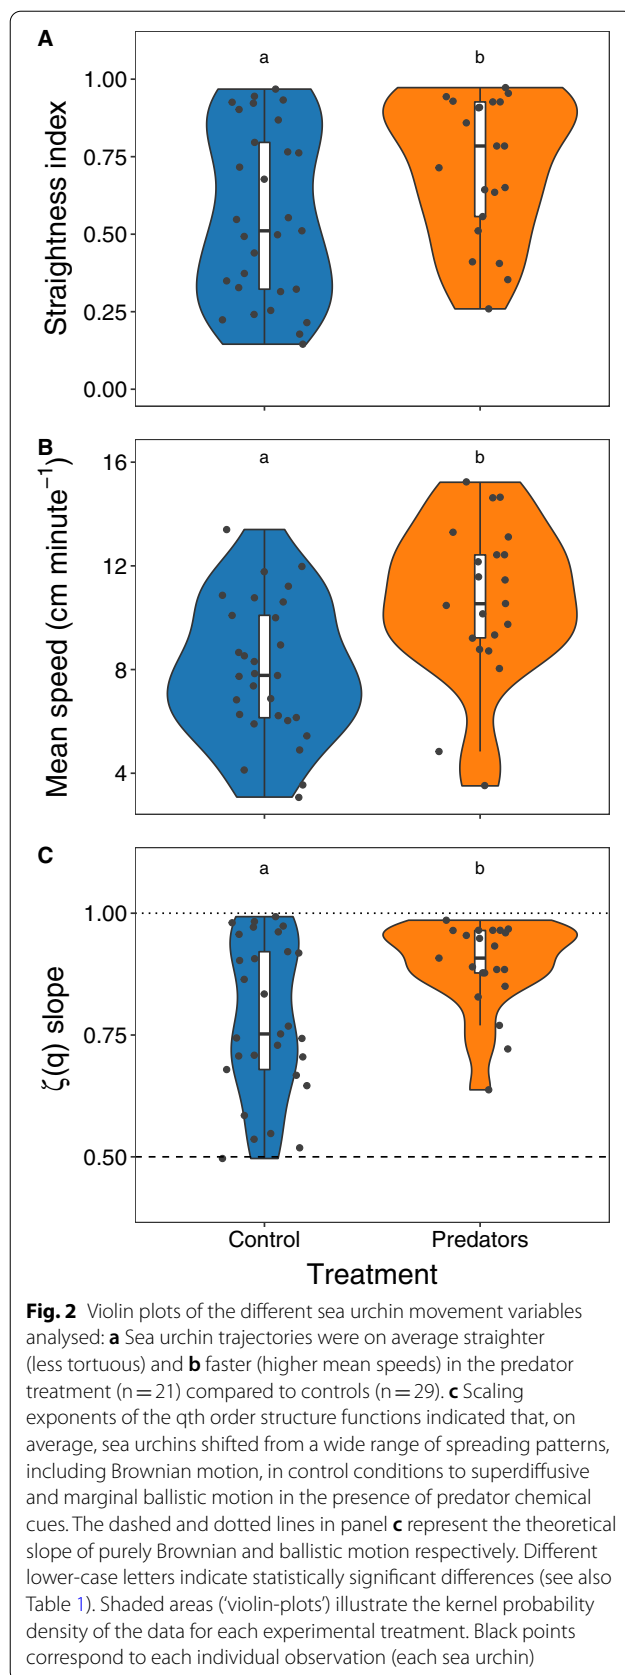 A
a
b
1.00
0.75
0.50
0.25
0.00
Straightness index
B
a
b
16
12
8
4
Mean speed (cm minute⁻¹)
C
a
b
1.00
0.75
0.50
ζ(q) slope
Control
Predators
Treatment
Fig. 2 Violin plots of the different sea urchin movement variables
analysed: a Sea urchin trajectories were on average straighter
(less tortuous) and b faster (higher mean speeds) in the predator
treatment (n = 21) compared to controls (n = 29). c Scaling
exponents of the qth order structure functions indicated that, on
average, sea urchins shifted from a wide range of spreading patterns,
including Brownian motion, in control conditions to superdiffusive
and marginal ballistic motion in the presence of predator chemical
cues. The dashed and dotted lines in panel c represent the theoretical
slope of purely Brownian and ballistic motion respectively. Different
lower-case letters indicate statistically significant differences (see also
Table 1). Shaded areas (‘violin-plots’) illustrate the kernel probability
density of the data for each experimental treatment. Black points
correspond to each individual observation (each sea urchin)